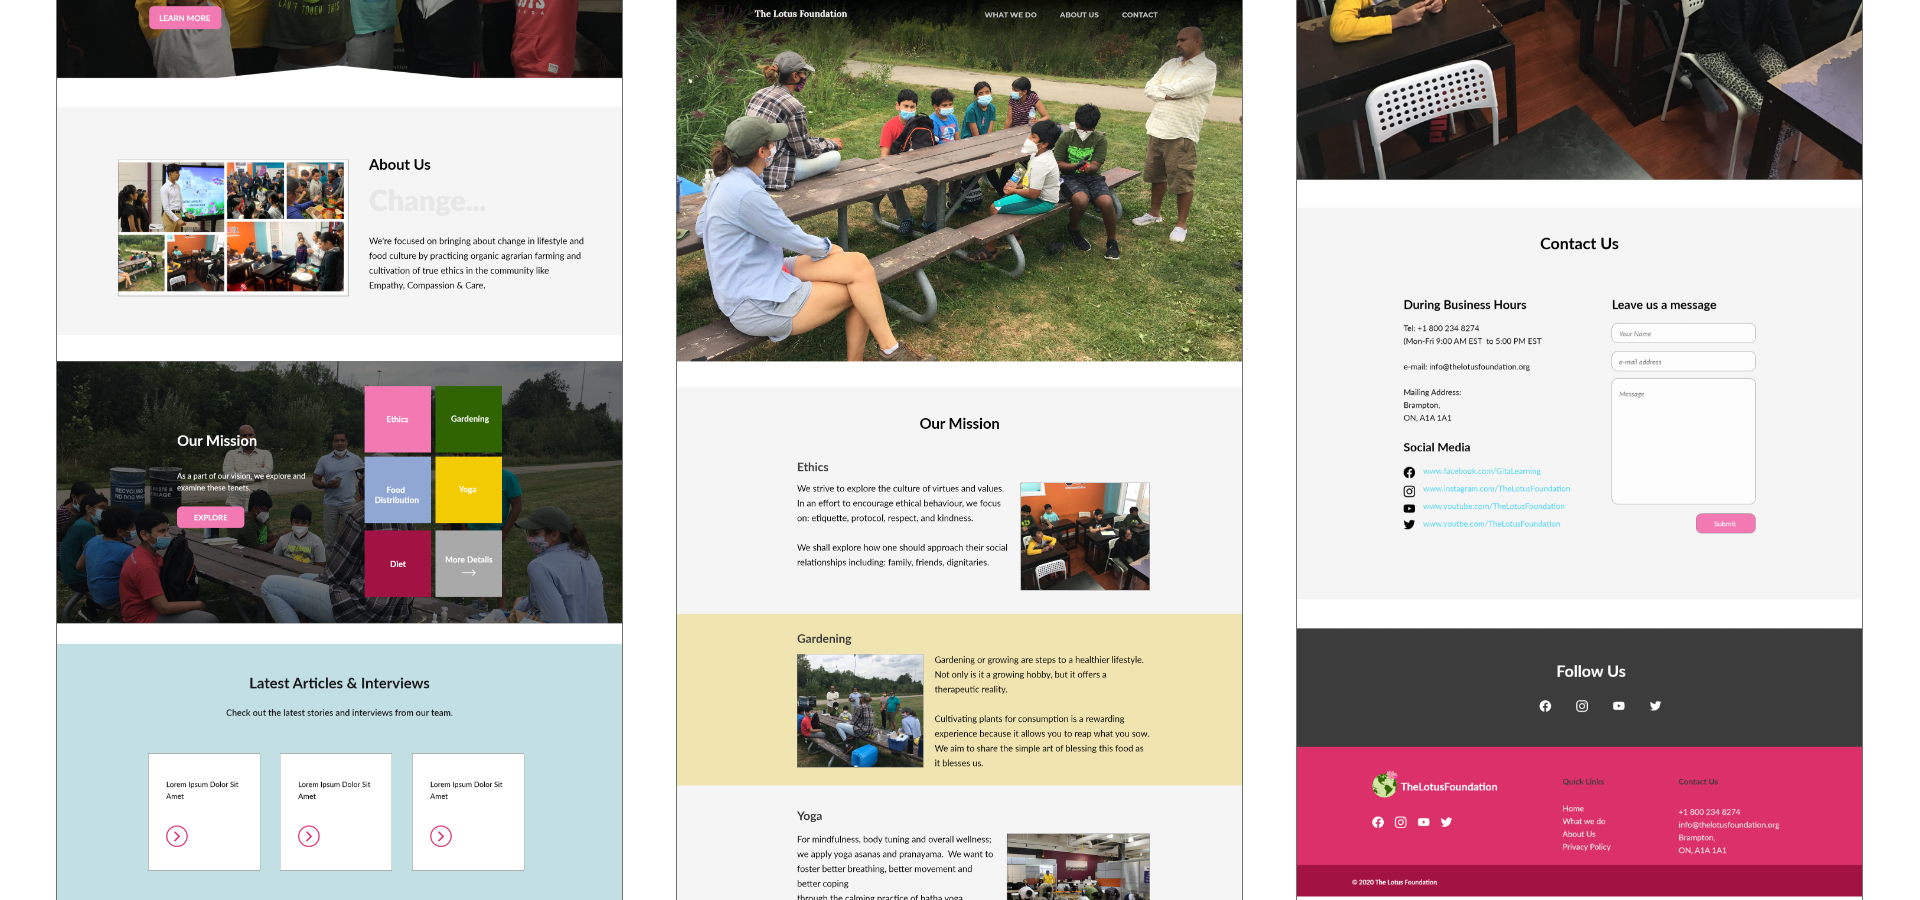 LEARN MORE
About Us
Change...
We're focused on bringing about change in lifestyle and
food culture by practicing organic agrarian farming and
cultivation of true ethics in the community like
Empathy, Compassion & Care.
Our Mission
As a part of our vision, we explore and
examine these tenets.
EXPLORE
Ethics
Gardening
Food
Distribution
Yoga
Diet
More Details
Latest Articles & Interviews
Check out the latest stories and interviews from our team.
Lorem Ipsum Dolor Sit
Amet
Lorem Ipsum Dolor Sit
Amet
Lorem Ipsum Dolor Sit
Amet
The Lotus Foundation
WHAT WE DO
ABOUT US
CONTACT
Our Mission
Ethics
We strive to explore the culture of virtues and values.
In an effort to encourage ethical behaviour, we focus
on: etiquette, protocol, respect, and kindness.
We shall explore how one should approach their social
relationships including: family, friends, dignitaries.
Gardening
Gardening or growing are steps to a healthier lifestyle.
Not only is it a growing hobby, but it offers a
therapeutic reality.
Cultivating plants for consumption is a rewarding
experience because it allows you to reap what you sow.
We aim to share the simple art of blessing this food as
it blesses us.
Yoga
For mindfulness, body tuning and overall wellness;
we apply yoga asanas and pranayama. We want to
foster better breathing, better movement and
better coping
through the calming practice of hatha yoga
Contact Us
During Business Hours
Tel: +1 800 234 8274
(Mon-Fri 9:00 AM EST to 5:00 PM EST
e-mail: info@thelotusfoundation.org
Mailing Address:
Brampton,
ON, A1A 1A1
Social Media
www.facebook.com/GitaLearning
www.instagram.com/TheLotusFoundation
www.youtube.com/TheLotusFoundation
www.youtbe.com/TheLotusFoundation
Leave us a message
Your Name
e-mail address
Message
Submit
Follow Us
TheLotusFoundation
Quick Links
Home
What we do
About Us
Privacy Policy
Contact Us
+1 800 234 8274
info@thelotusfoundation.org
Brampton,
ON, A1A 1A1
© 2020 The Lotus Foundation